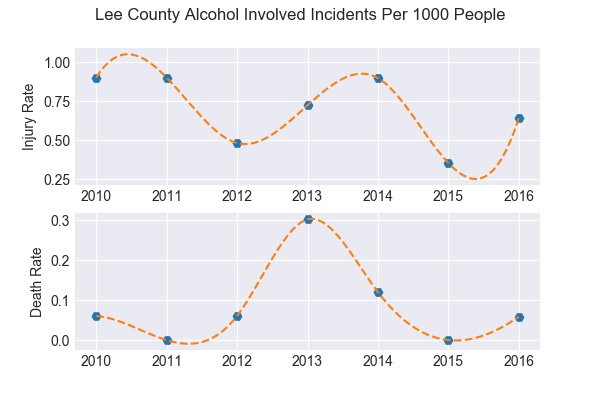 Lee County Alcohol Involved Incidents Per 1000 People
1.00
0.75
0.50
0.25
Injury Rate
2010 2011 2012 2013 2014 2015 2016
0.3
0.2
0.1
0.0
Death Rate
2010 2011 2012 2013 2014 2015 2016